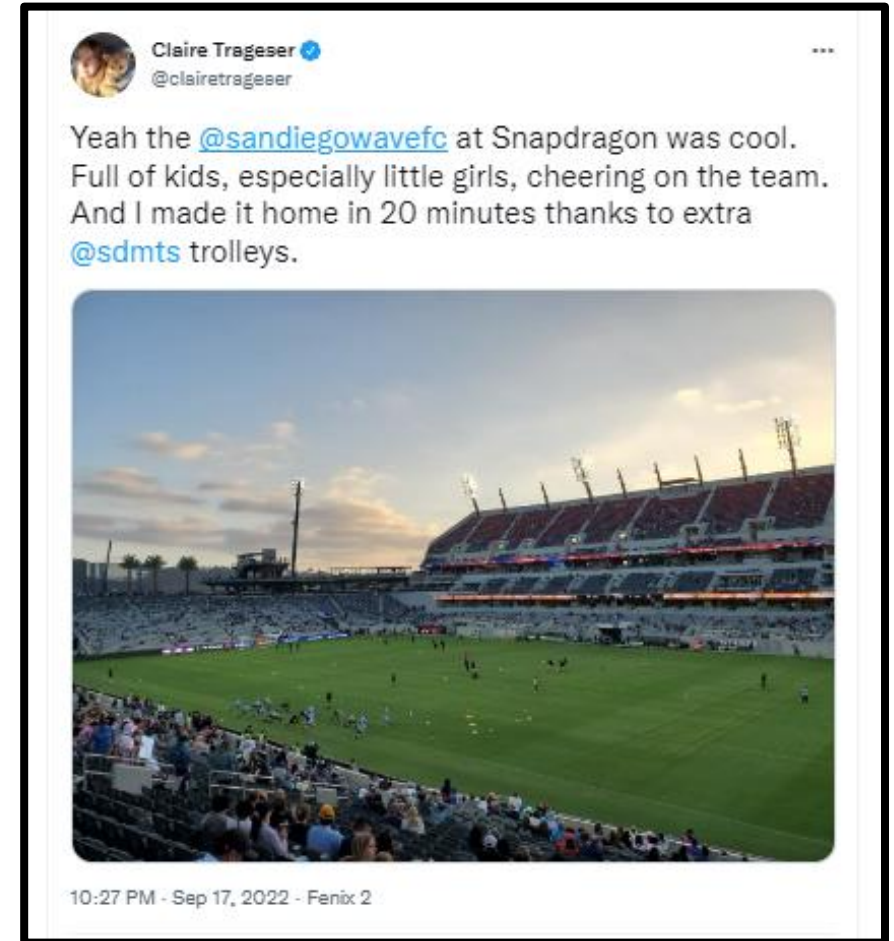 Claire Trageser
@clairetrageser
Yeah the @sandiegowavefc at Snapdragon was cool.
Full of kids, especially little girls, cheering on the team.
And I made it home in 20 minutes thanks to extra
@sdmts trolleys.
10:27 PM · Sep 17, 2022 · Fenix 2